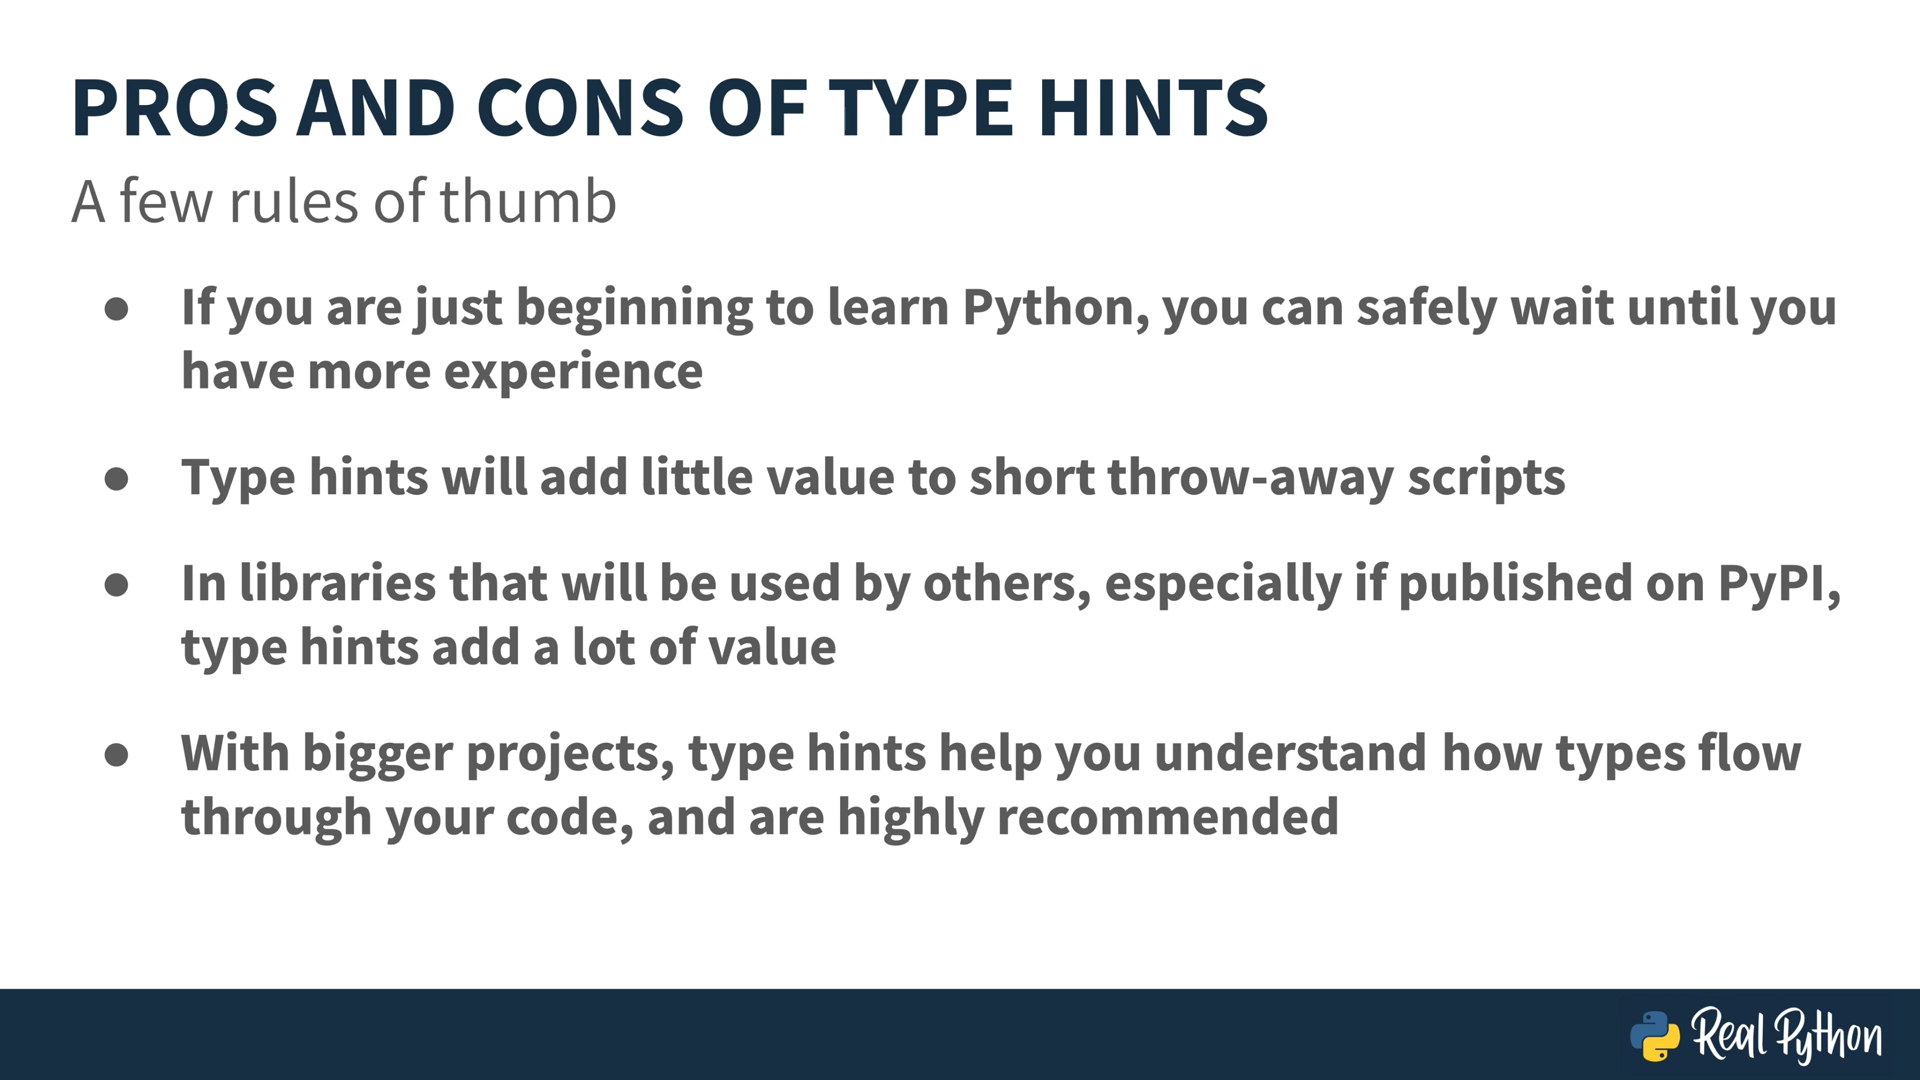 PROS AND CONS OF TYPE HINTS
A few rules of thumb
● If you are just beginning to learn Python, you can safely wait until you
have more experience
● Type hints will add little value to short throw-away scripts
● In libraries that will be used by others, especially if published on PyPI,
type hints add a lot of value
● With bigger projects, type hints help you understand how types flow
through your code, and are highly recommended
Real Python